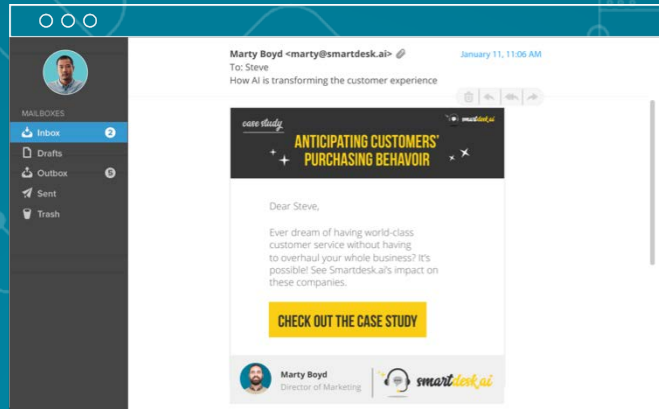 MAILBOXES
Inbox 2
Drafts
Outbox 5
Sent
Trash
Marty Boyd <marty@smartdesk.ai>
January 11, 11:06 AM
To: Steve
How AI is transforming the customer experience
case study
smartdesk.ai
ANTICIPATING CUSTOMERS'
PURCHASING BEHAVOIR
Dear Steve,
Ever dream of having world-class
customer service without having
to overhaul your whole business? It's
possible! See Smartdesk.ai's impact on
these companies.
CHECK OUT THE CASE STUDY
Marty Boyd
Director of Marketing
smartdesk.ai